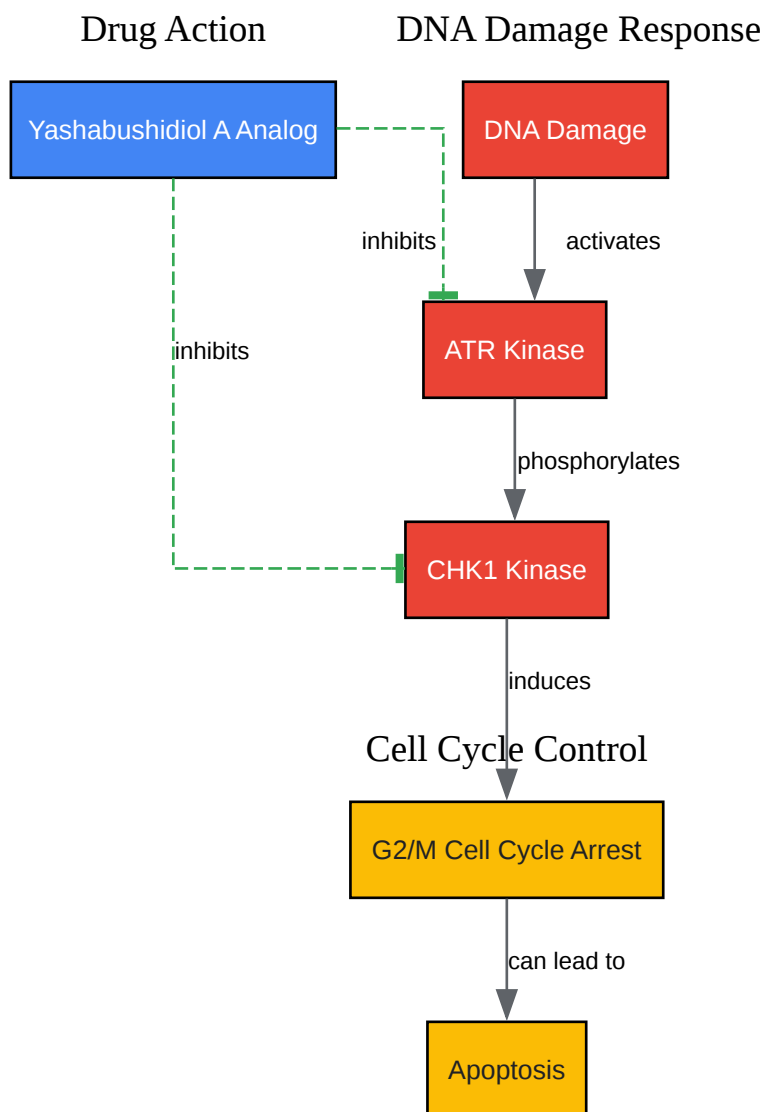 Drug Action
DNA Damage Response
Yashabushidiol A Analog
DNA Damage
inhibits
activates
inhibits
ATR Kinase
phosphorylates
CHK1 Kinase
induces
Cell Cycle Control
G2/M Cell Cycle Arrest
can lead to
Apoptosis